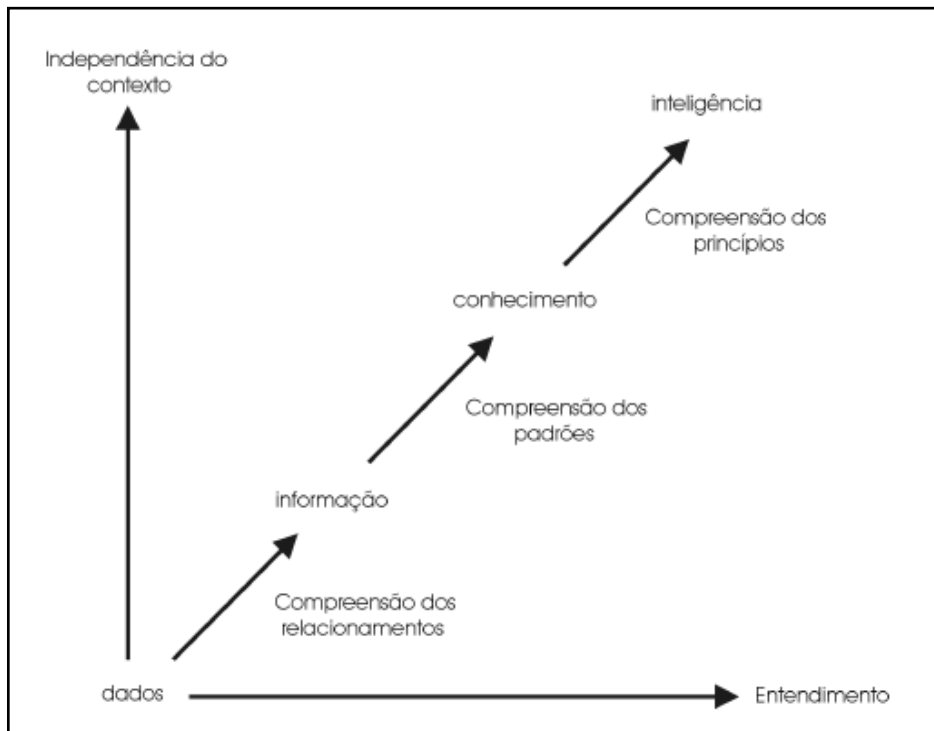 Independência do
contexto
inteligência
Compreensão dos
princípios
conhecimento
Compreensão dos
padrões
informação
Compreensão dos
relacionamentos
dados
Entendimento